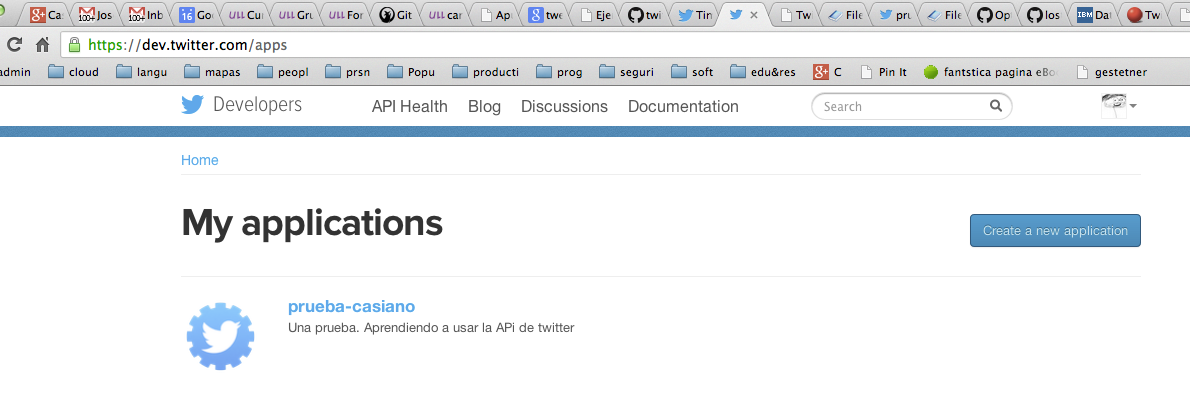 Ca Jos Inb Go Cu Gru For Git car Ap twe Eje twi Tin Tw File pru File Op los Dat Tw
https://dev.twitter.com/apps
admin cloud langu mapas peopl prsn Popu producti prog seguri soft edu&res C Pin It fantstica pagina eBo gestetner
Developers API Health Blog Discussions Documentation Search
Home
My applications
Create a new application
prueba-casiano
Una prueba. Aprendiendo a usar la APi de twitter